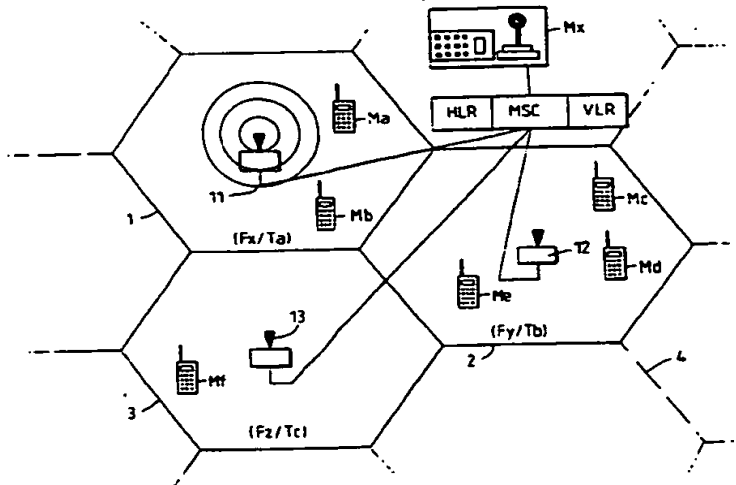 Mx
HLR MSC VLR
Ma
11
Mb
1
(Fx/Ta)
Mc
12
Md
Me
(Fy/Tb)
2
4
13
Mf
3
(Fz/Tc)